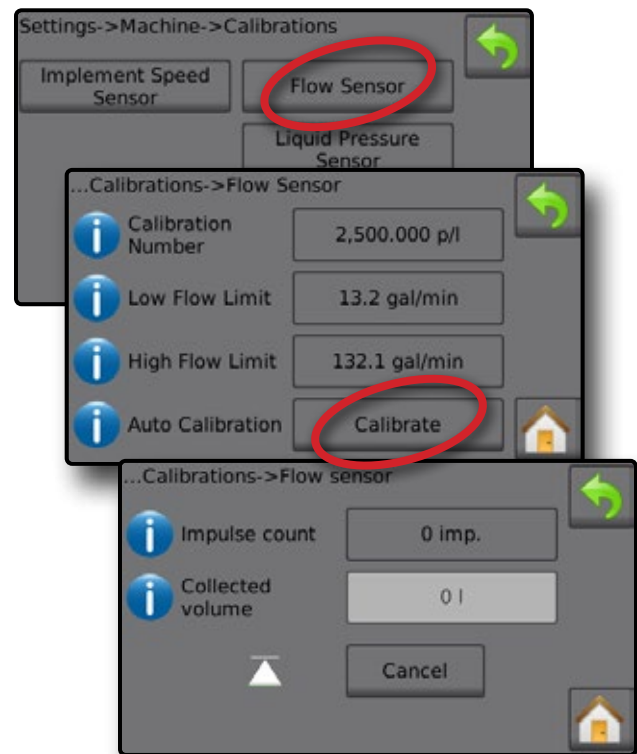 Settings->Machine->Calibrations
Implement Speed
Sensor
Flow Sensor
Liquid Pressure
Sensor
...Calibrations->Flow Sensor
Calibration
Number
2,500.000 p/l
Low Flow Limit
13.2 gal/min
High Flow Limit
132.1 gal/min
Auto Calibration
Calibrate
...Calibrations->Flow sensor
Impulse count
0 imp.
Collected
volume
0 l
Cancel